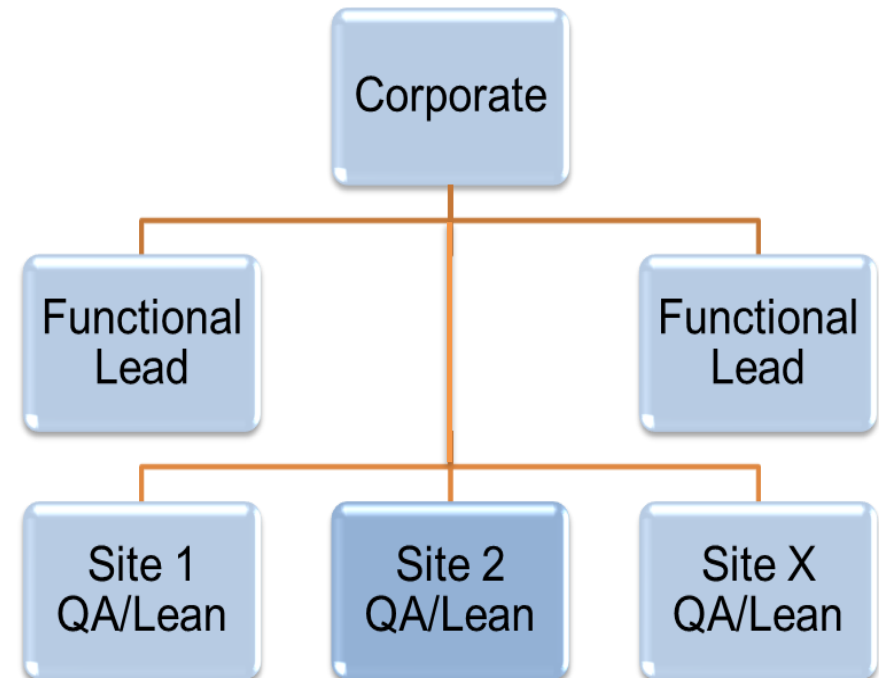 Corporate
Functional
Lead
Functional
Lead
Site 1
QA/Lean
Site 2
QA/Lean
Site X
QA/Lean